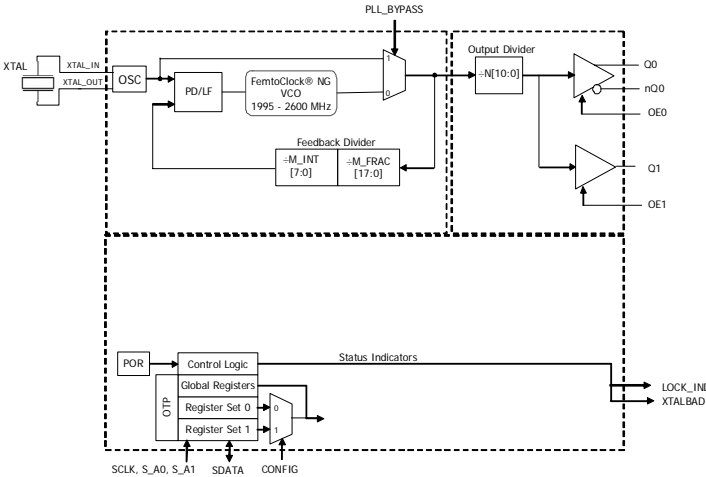 PLL_BYPASS
XTAL
XTAL_IN
XTAL_OUT
OSC
PD/LF
FemtoClock® NG
VCO
1995 - 2600 MHz
1
0
Output Divider
÷N[10:0]
Q0
nQ0
OE0
Q1
OE1
Feedback Divider
÷M_INT
[7:0]
÷M_FRAC
[17:0]
POR
Control Logic
Status Indicators
Global Registers
OTP
Register Set 0
Register Set 1
0
1
LOCK_IND
XTALBAD
SCLK, S_A0, S_A1
SDATA
CONFIG